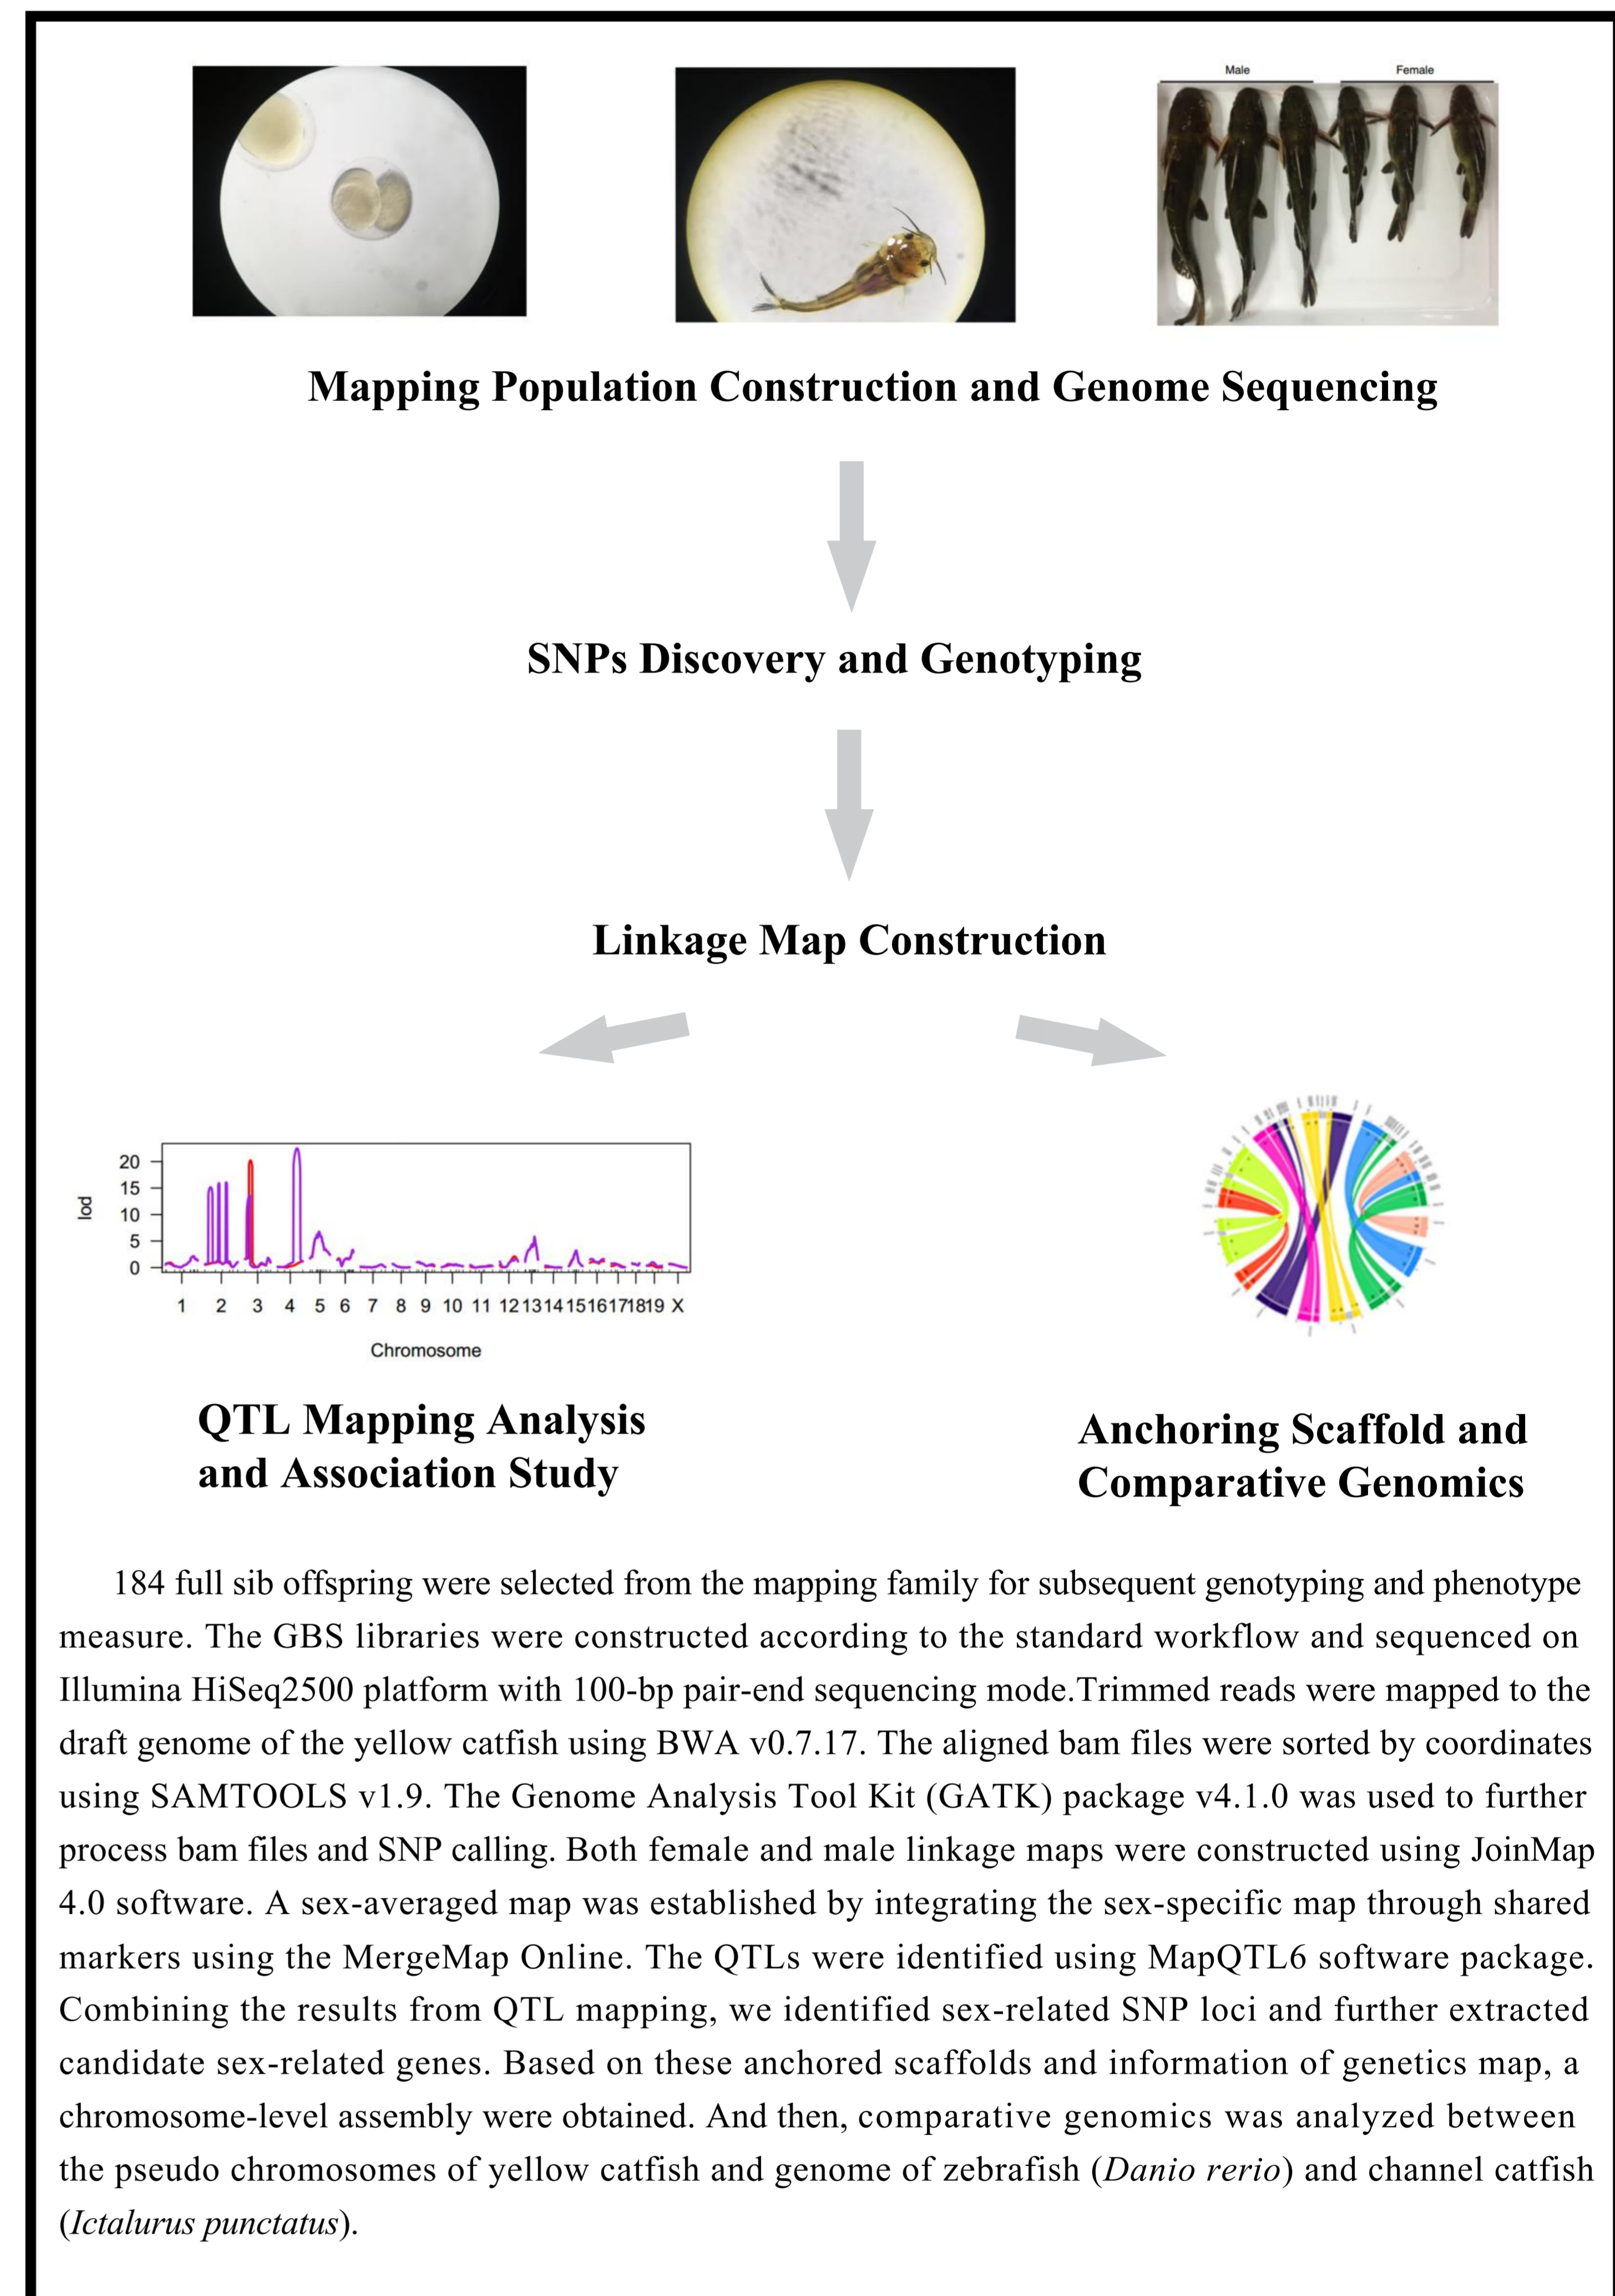 Male Female
Mapping Population Construction and Genome Sequencing
SNPs Discovery and Genotyping
Linkage Map Construction
20
15
10
5
0
lod
1 2 3 4 5 6 7 8 9 10 11 12 13 14 15 16 17 18 19 X
Chromosome
QTL Mapping Analysis
and Association Study
Anchoring Scaffold and
Comparative Genomics
184 full sib offspring were selected from the mapping family for subsequent genotyping and phenotype
measure. The GBS libraries were constructed according to the standard workflow and sequenced on
Illumina HiSeq2500 platform with 100-bp pair-end sequencing mode.Trimmed reads were mapped to the
draft genome of the yellow catfish using BWA v0.7.17. The aligned bam files were sorted by coordinates
using SAMTOOLS v1.9. The Genome Analysis Tool Kit (GATK) package v4.1.0 was used to further
process bam files and SNP calling. Both female and male linkage maps were constructed using JoinMap
4.0 software. A sex-averaged map was established by integrating the sex-specific map through shared
markers using the MergeMap Online. The QTLs were identified using MapQTL6 software package.
Combining the results from QTL mapping, we identified sex-related SNP loci and further extracted
candidate sex-related genes. Based on these anchored scaffolds and information of genetics map, a
chromosome-level assembly were obtained. And then, comparative genomics was analyzed between
the pseudo chromosomes of yellow catfish and genome of zebrafish (Danio rerio) and channel catfish
(Ictalurus punctatus).